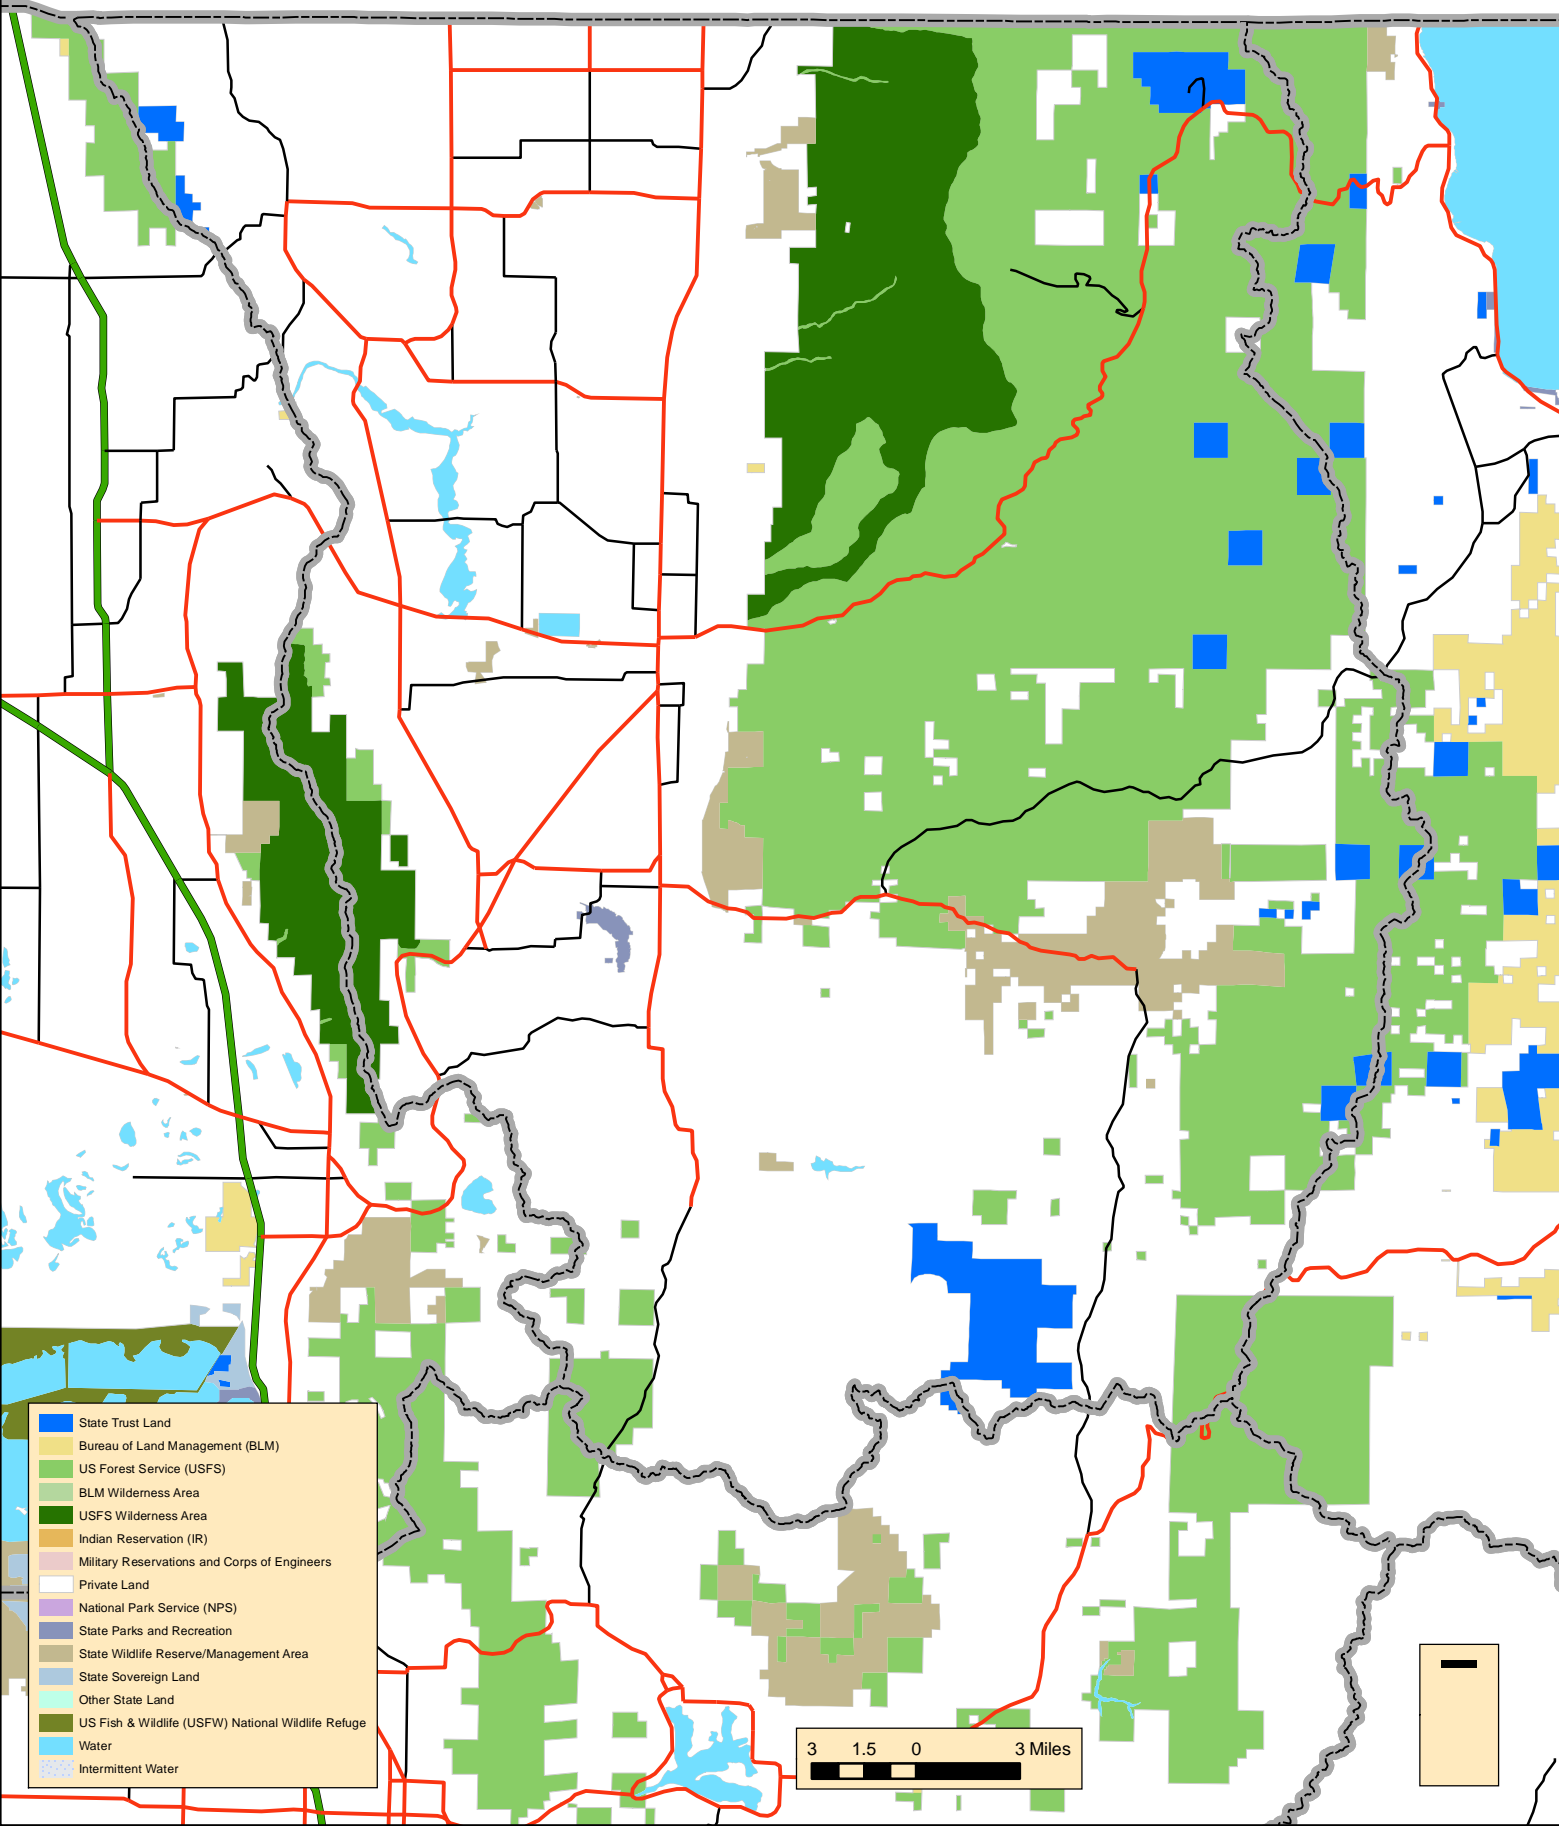 State Trust Land
Bureau of Land Management (BLM)
US Forest Service (USFS)
BLM Wilderness Area
USFS Wilderness Area
Indian Reservation (IR)
Military Reservations and Corps of Engineers
Private Land
National Park Service (NPS)
State Parks and Recreation
State Wildlife Reserve/Management Area
State Sovereign Land
Other State Land
US Fish & Wildlife (USFW) National Wildlife Refuge
Water
Intermittent Water
3 1.5 0 3 Miles